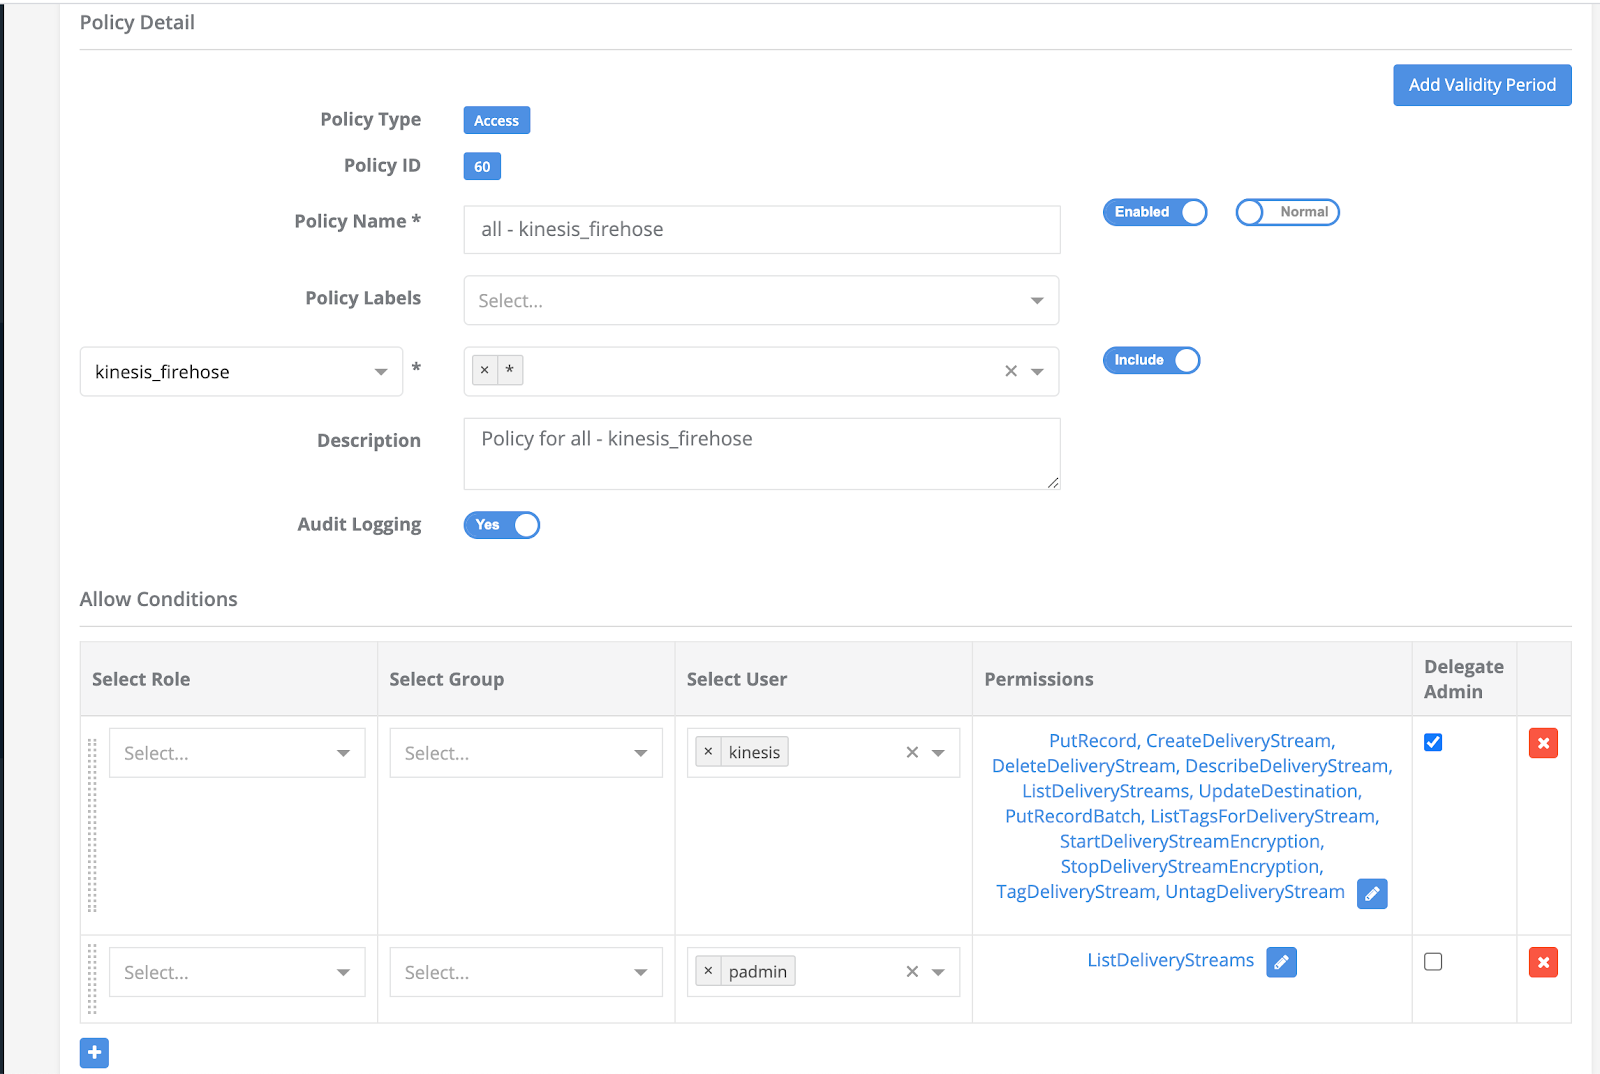 Policy Detail
Add Validity Period
Policy Type
Access
Policy ID
60
Policy Name *
all - kinesis_firehose
Enabled
Normal
Policy Labels
Select...
kinesis_firehose
*
× *
×
Include
Description
Policy for all - kinesis_firehose
Audit Logging
Yes
Allow Conditions
Select Role
Select Group
Select User
Permissions
Delegate
Admin
Select...
Select...
× kinesis
×
PutRecord, CreateDeliveryStream,
DeleteDeliveryStream, DescribeDeliveryStream,
ListDeliveryStreams, UpdateDestination,
PutRecordBatch, ListTagsForDeliveryStream,
StartDeliveryStreamEncryption,
StopDeliveryStreamEncryption,
TagDeliveryStream, UntagDeliveryStream
Select...
Select...
× padmin
×
ListDeliveryStreams